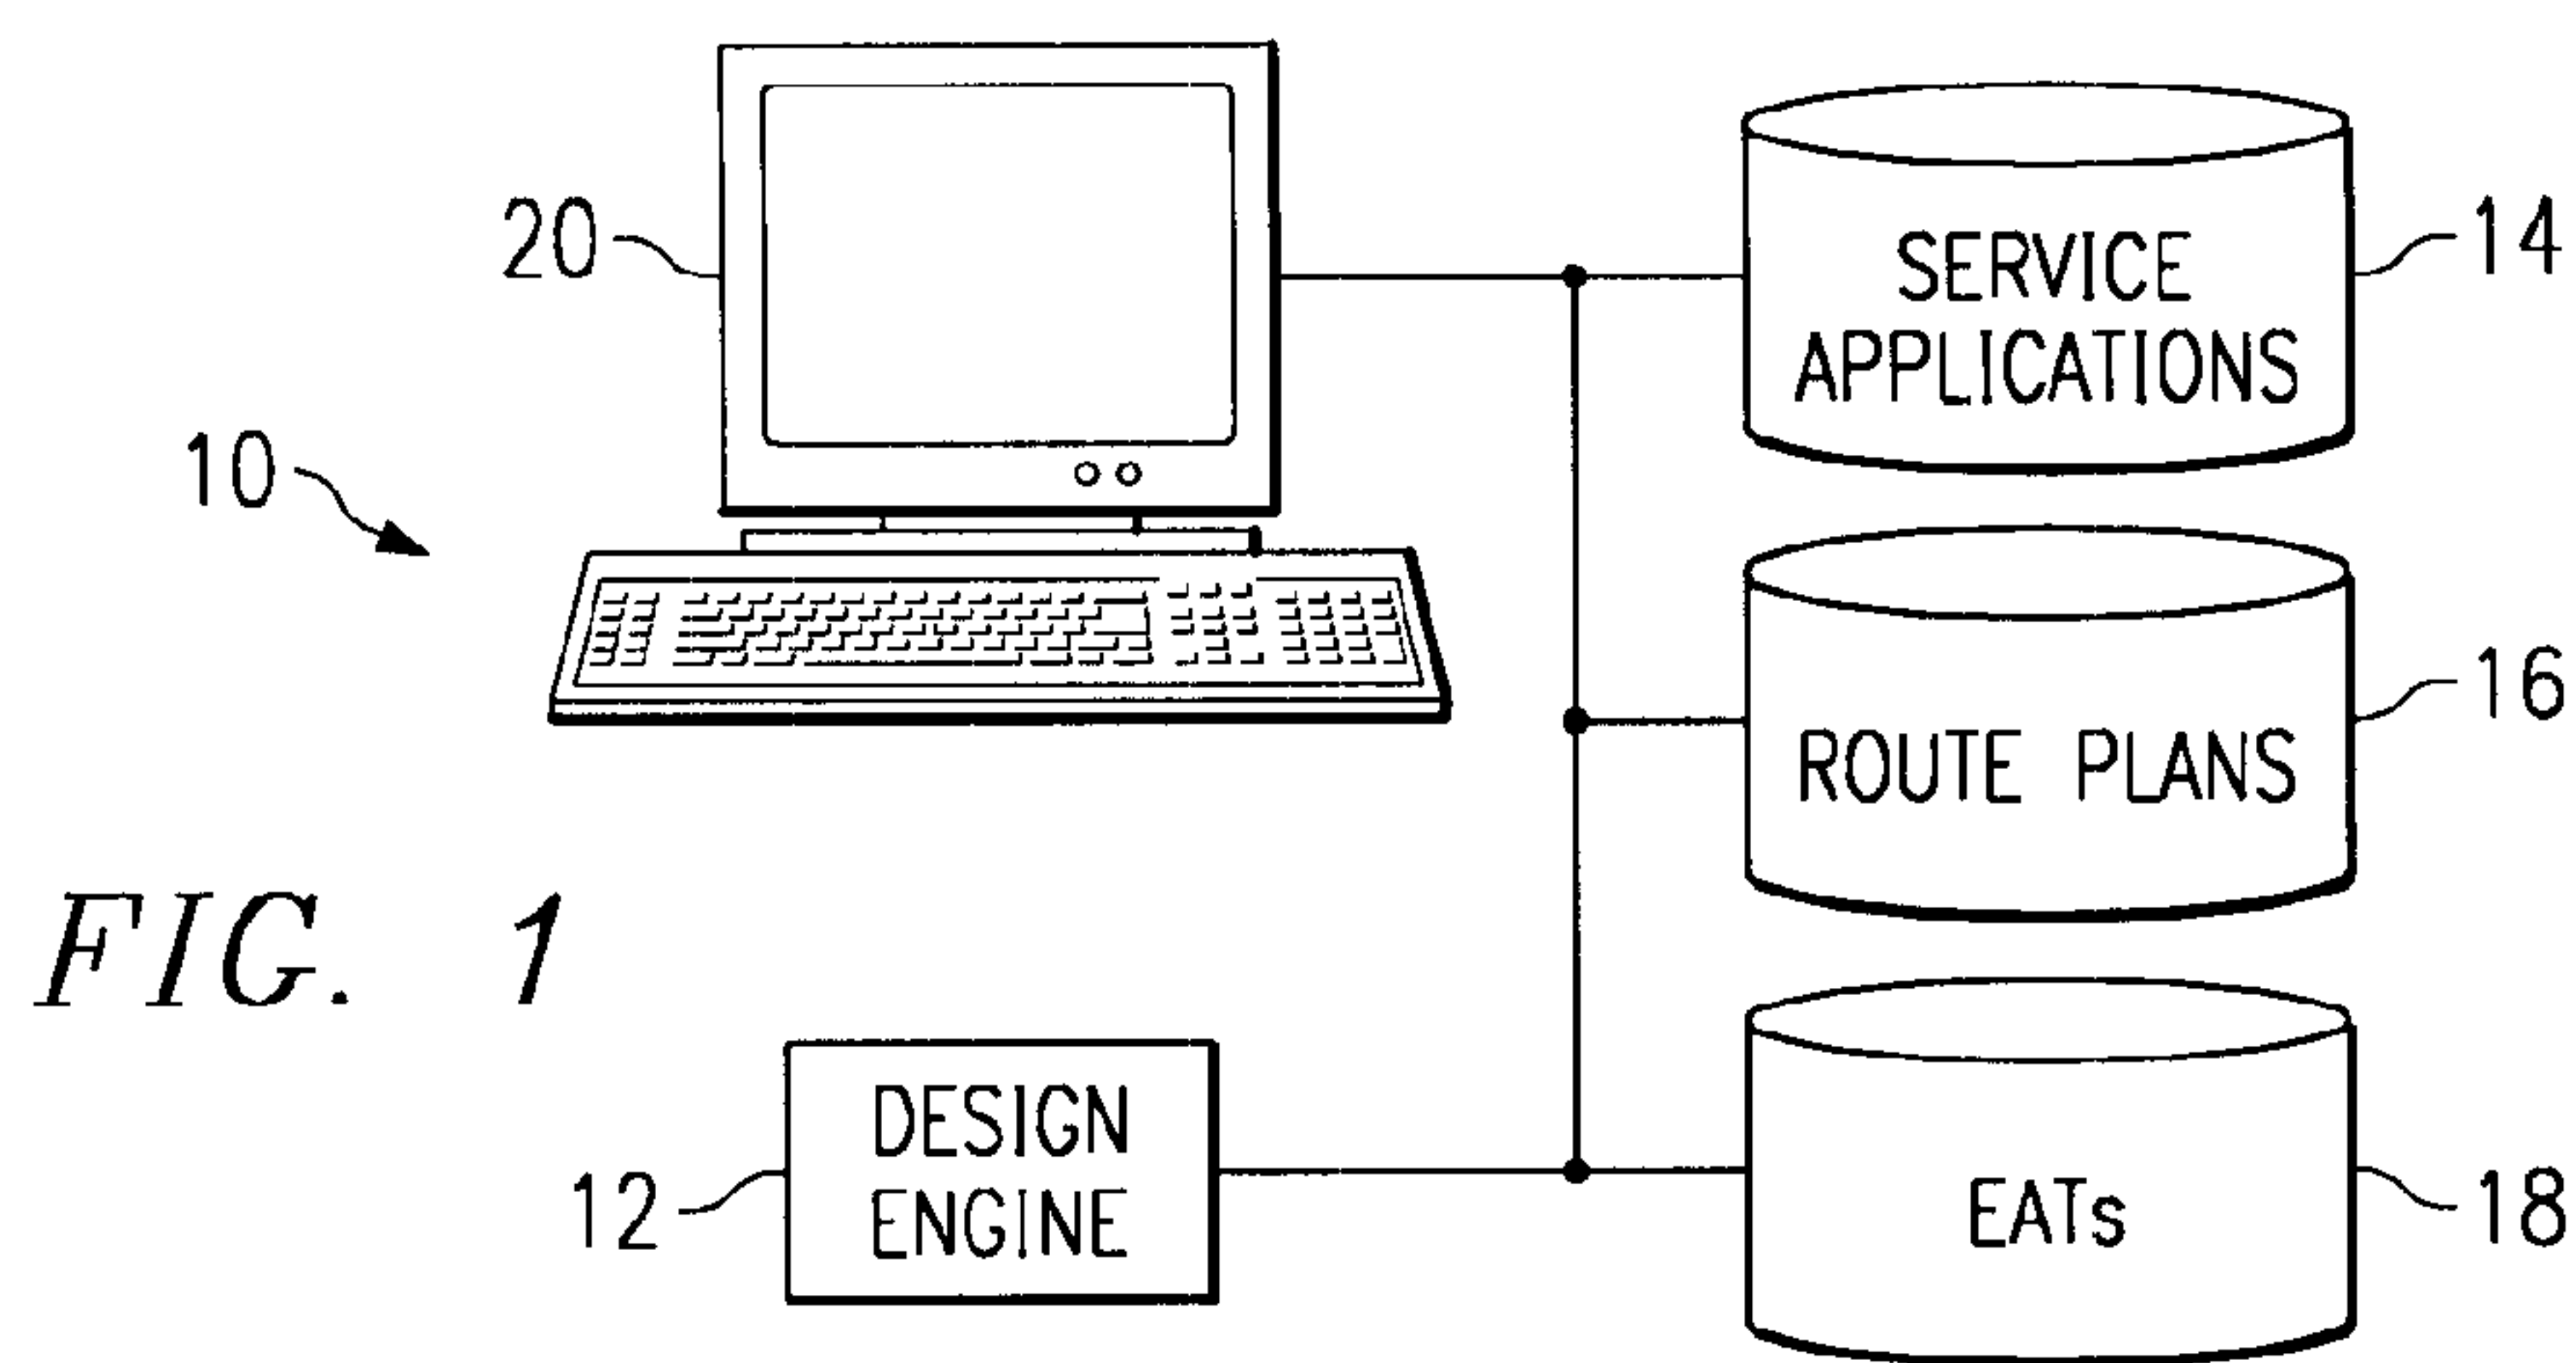 20
SERVICE
APPLICATIONS
14
10
ROUTE PLANS
16
FIG. 1
DESIGN
ENGINE
12
EATs
18